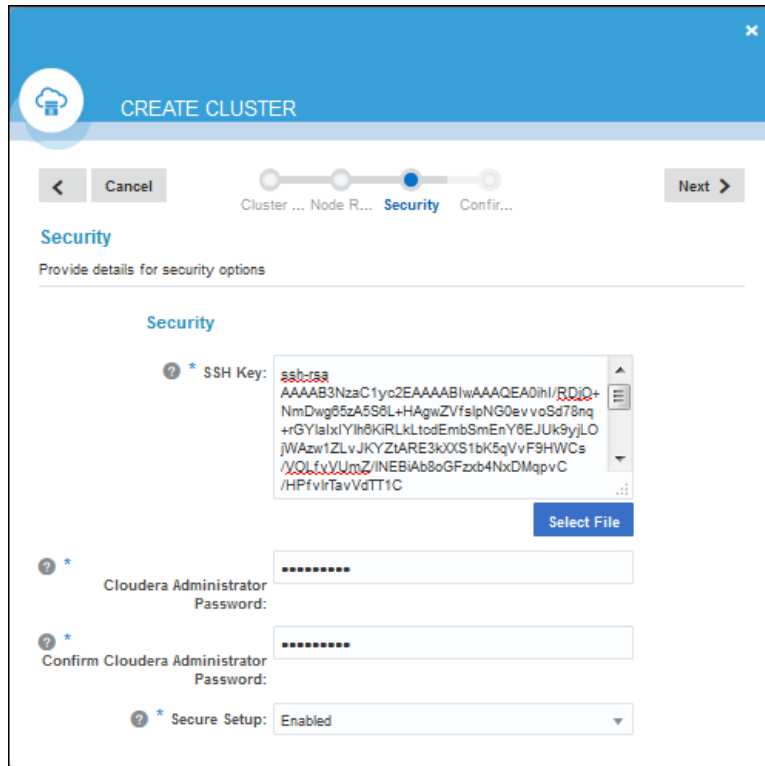 CREATE CLUSTER
Cancel
Next
Cluster ... Node R... Security Confir...
Security
Provide details for security options
Security
? * SSH Key:
ssh-rsa
AAAAB3NzaC1yc2EAAAABIwAAAQEA0ihI/RDjO+
NmDwg65zA5S6L+HAgwZVfsIpNG0evvoSd78nq
+rGYIaIxIYIh6KiRLkLtcdEmbSmEnY6EJUk9yjLO
jWAzw1ZLvJKYZtARE3kXXS1bK5qVvF9HWCs
/VQLfvVUmZ/INEBiAb8oGFzxb4NxDMqpvC
/HPfvIrTavVdTT1C
Select File
? *
Cloudera Administrator
Password:
? *
Confirm Cloudera Administrator
Password:
? * Secure Setup: Enabled